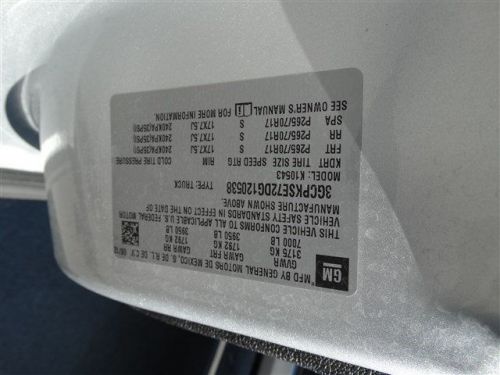 GM
*MFD BY GENERAL MOTORS DE MEXICO, S. DE R.L. DE C.V.
GVWR GAWR FRT GAWR RR
3175 KG 1792 KG 1792 KG
7000 LB 3950 LB 3950 LB
THIS VEHICLE CONFORMS TO ALL APPLICABLE U.S. FEDERAL MOTOR
VEHICLE SAFETY STANDARDS IN EFFECT ON THE DATE OF
MANUFACTURE SHOWN ABOVE.
3GCPKSE72DG120538 TYPE: TRUCK
MODEL: K10543
KDNT TIRE SIZE SPEED RTG RIM COLD TIRE PRESSURE
FRT P265/70R17 S 17X7.5J 240KPA(35PSI)
RR P265/70R17 S 17X7.5J 240KPA(35PSI)
SPA P265/70R17 S 17X7.5J 240KPA(35PSI)
SEE OWNER'S MANUAL FOR MORE INFORMATION